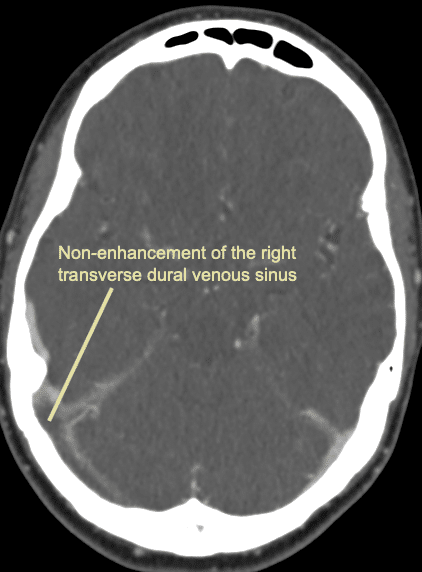 Non-enhancement of the right
transverse dural venous sinus